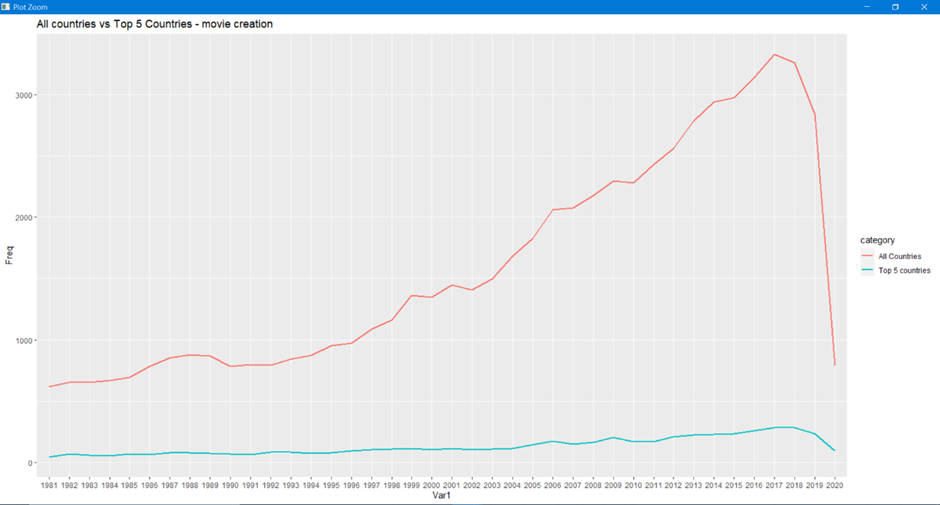 Plot Zoom
All countries vs Top 5 Countries - movie creation
3000
2000
1000
0
Freq
1981 1982 1983 1984 1985 1986 1987 1988 1989 1990 1991 1992 1993 1994 1995 1996 1997 1998 1999 2000 2001 2002 2003 2004 2005 2006 2007 2008 2009 2010 2011 2012 2013 2014 2015 2016 2017 2018 2019 2020
Var1
category
All Countries
Top 5 countries